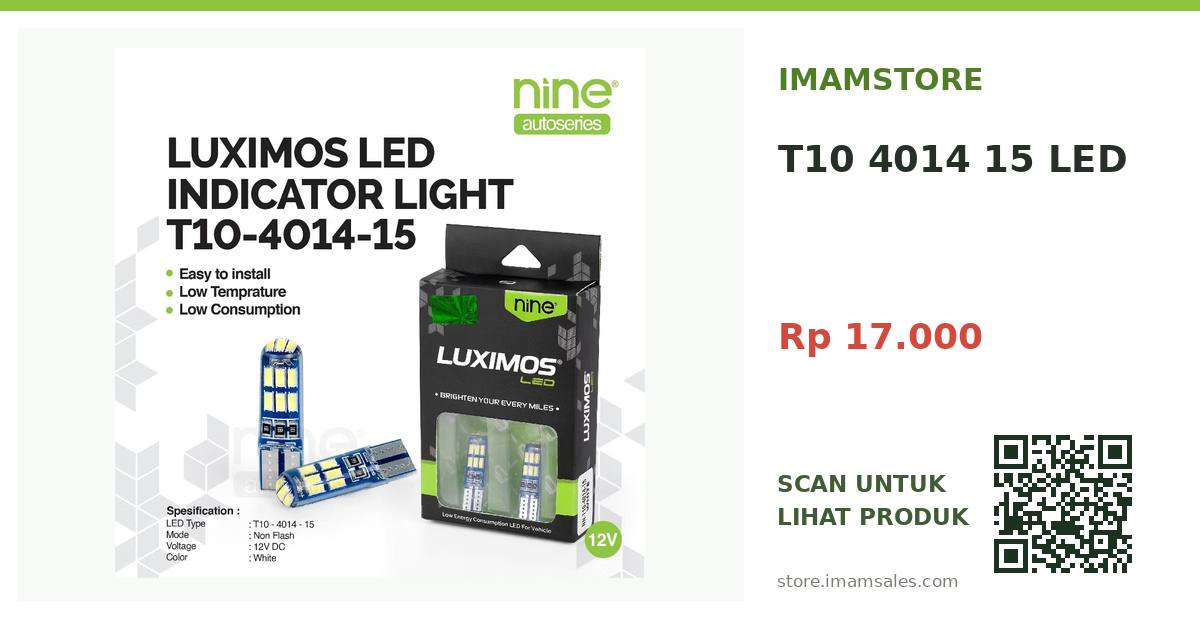 nine®
autoseries
LUXIMOS LED
INDICATOR LIGHT
T10-4014-15
Easy to install
Low Temprature
Low Consumption
nine
LUXIMOS®
LED
• BRIGHTEN YOUR EVERY MILES •
LUXIMOS
LED
Low Energy Consumption LED For Vehicle
12V
Spesification :
LED Type : T10 - 4014 - 15
Mode : Non Flash
Voltage : 12V DC
Color : White
IMAMSTORE
T10 4014 15 LED
Rp 17.000
SCAN UNTUK
LIHAT PRODUK
store.imamsales.com